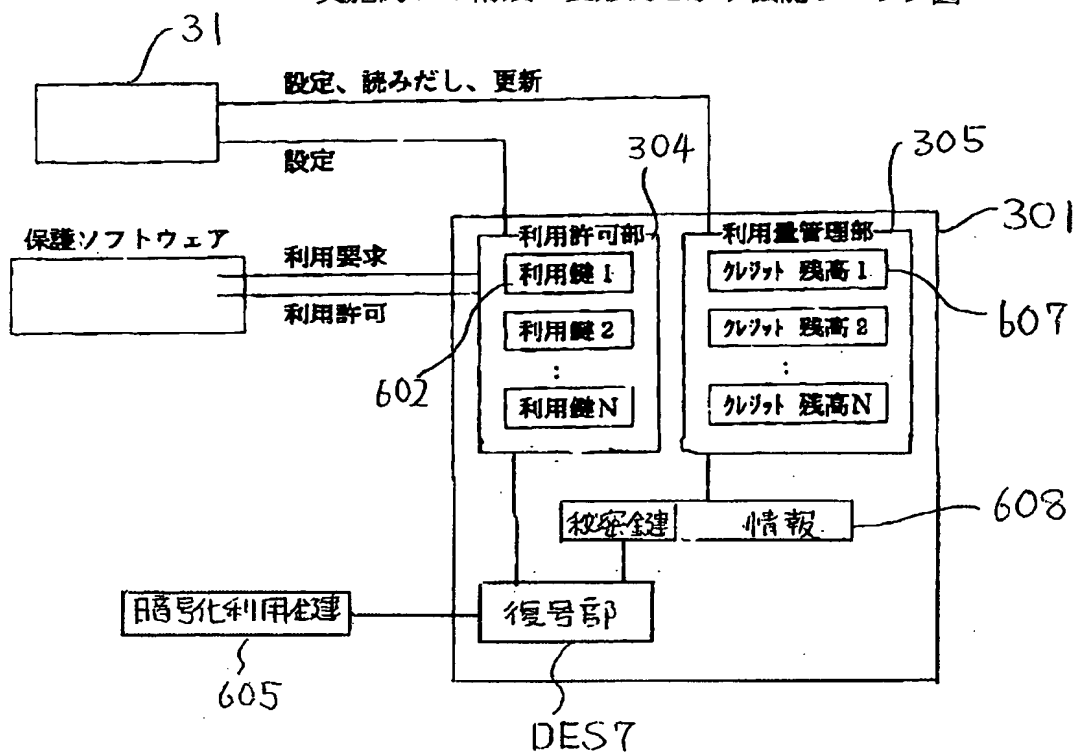 31
設定、読みだし、更新
設定
304
305
301
保護ソフトウェア
利用要求
利用許可
利用許可部
利用鍵1
利用鍵2
:
利用鍵N
602
利用量管理部
クレジット 残高1
クレジット 残高2
:
クレジット 残高N
607
秘密鍵 情報
608
暗号化利用鍵
605
復号部
DES7